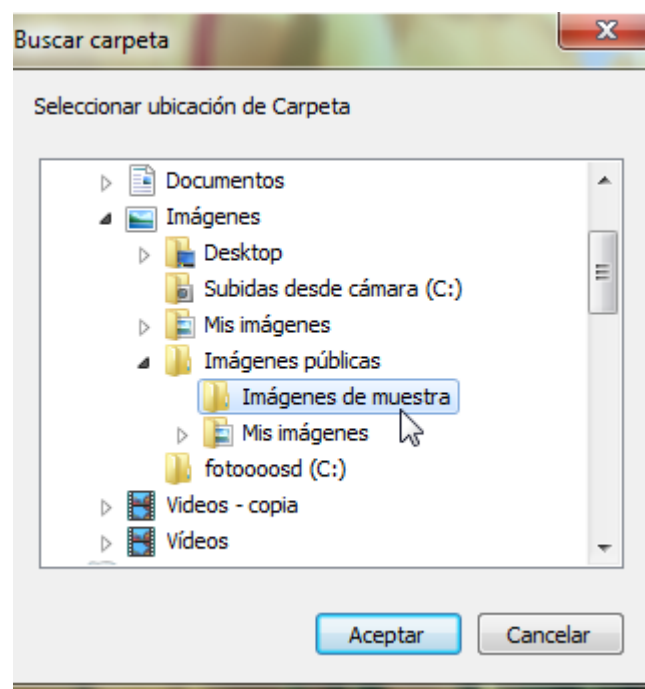 Buscar carpeta
Seleccionar ubicación de Carpeta
Documentos
Imágenes
Desktop
Subidas desde cámara (C:)
Mis imágenes
Imágenes públicas
Imágenes de muestra
Mis imágenes
fotoooosd (C:)
Videos - copia
Vídeos
Aceptar
Cancelar